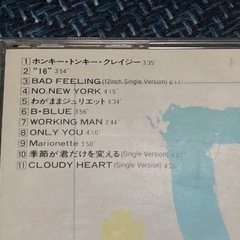 1 ホンキー・トンキー・クレイジー 3'35"
2 "16" 3'54"
3 BAD FEELING (12inch Single Version) 6'11"
4 NO. NEW YORK 4'15"
5 わがままジュリエット 4'34"
6 B・BLUE 3'56"
7 WORKING MAN 2'44"
8 ONLY YOU 4'10"
9 Marionette 4'30"
10 季節が君だけを変える (Single Version)
11 CLOUDY HEART (Single Version)